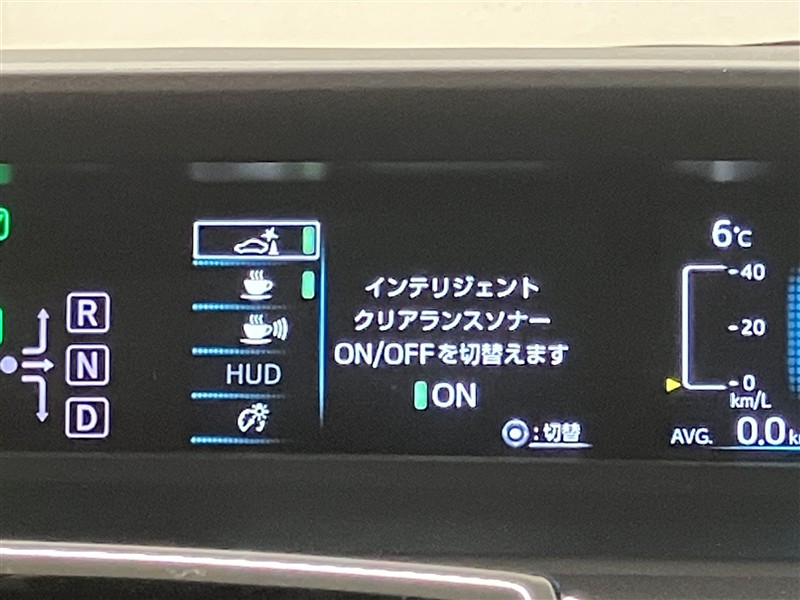 R
N
D
HUD
インテリジェント
クリアランスソナー
ON/OFFを切替えます
ON
:切替
6℃
40
20
0
km/L
AVG. 0.0